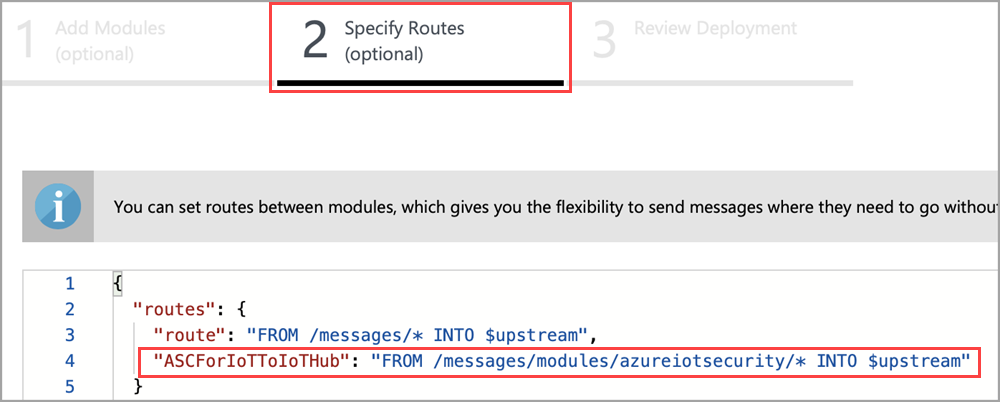 1 Add Modules
(optional)
2 Specify Routes
(optional)
3 Review Deployment
i
You can set routes between modules, which gives you the flexibility to send messages where they need to go without
1 {
2 "routes": {
3 "route": "FROM /messages/* INTO $upstream",
4 "ASCForIoTToIoTHub": "FROM /messages/modules/azureiotsecurity/* INTO $upstream"
5 }